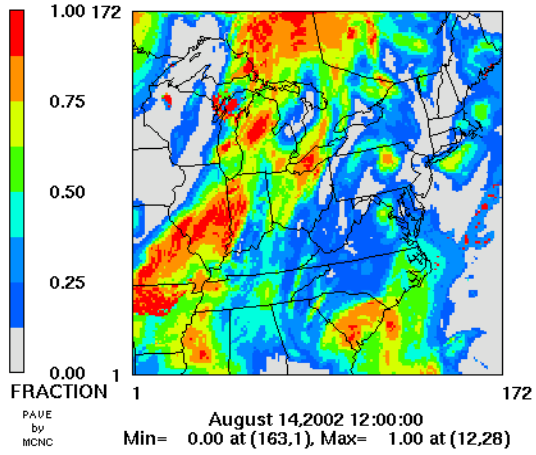 1.00
0.75
0.50
0.25
0.00
FRACTION
PAVE
by
MCNC
172
1
1
172
August 14,2002 12:00:00
Min= 0.00 at (163,1), Max= 1.00 at (12,28)